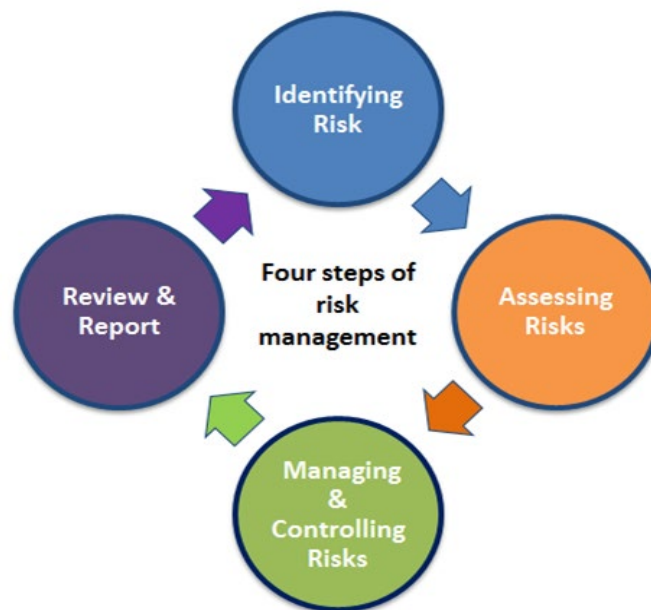 Identifying
Risk
Assessing
Risks
Managing
&
Controlling
Risks
Review &
Report
Four steps of
risk
management